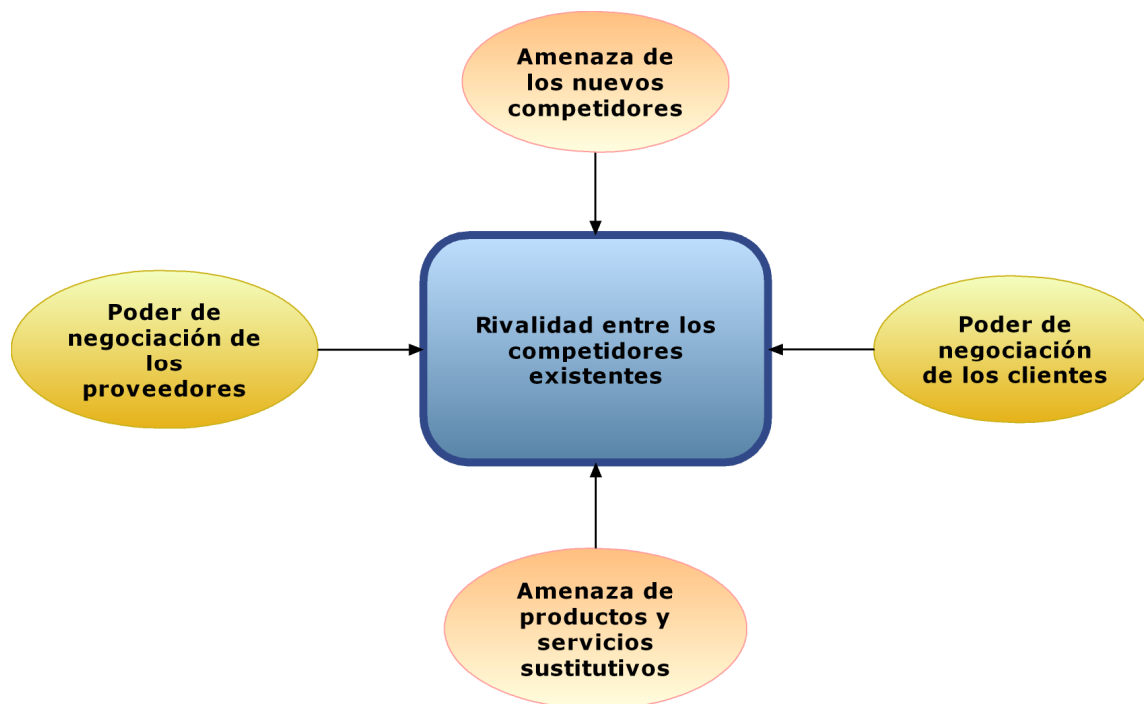 Amenaza de
los nuevos
competidores
Poder de
negociación de
los
proveedores
Rivalidad entre los
competidores
existentes
Poder de
negociación
de los clientes
Amenaza de
productos y
servicios
sustitutivos